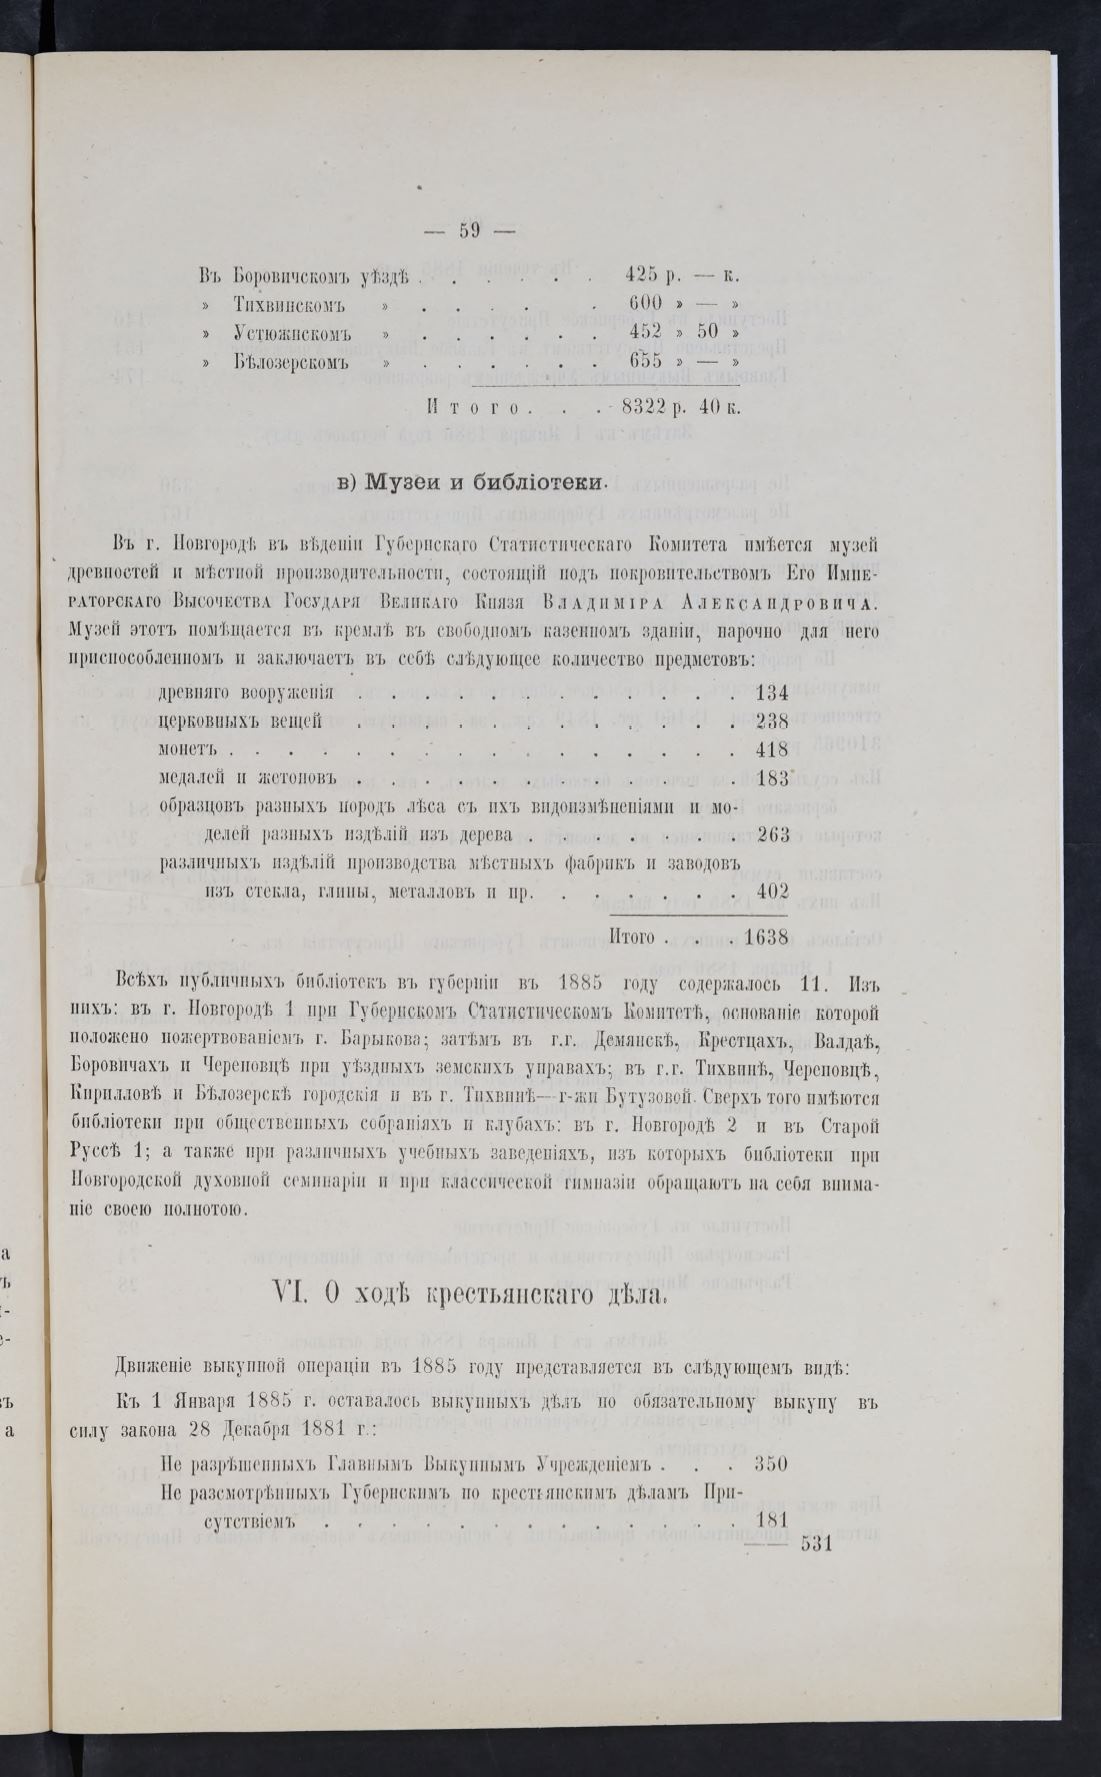 — 59 —
Въ Боровичскомъ уѣздѣ . . . . . . 425 р. — к.
» Тихвинскомъ » . . . . . 600 » — »
» Устюжнскомъ » . . . . . . 452 » 50 »
» Бѣлозерскомъ » . . . . . . 655 » — »
Итого. . . 8322 р. 40 к.
в) Музеи и библіотеки.
Въ г. Новгородѣ въ вѣденіи Губернскаго Статистическаго Комитета имѣется музей
древностей и мѣстной производительности, состоящій подъ покровительствомъ Его Импе-
раторскаго Высочества Государя Великаго Князя Владиміра Александровича.
Музей этотъ помѣщается въ кремлѣ въ свободномъ казенномъ зданіи, нарочно для него
приспособленномъ и заключаетъ въ себѣ слѣдующее количество предметовъ:
древняго вооруженія . . . . . . . . . . . . 134
церковныхъ вещей . . . . . . . . . . . . 238
монетъ . . . . . . . . . . . . . . . . 418
медалей и жетоновъ . . . . . . . . . . . . 183
образцовъ разныхъ породъ лѣса съ ихъ видоизмѣненіями и мо-
делей разныхъ издѣлій изъ дерева . . . . . . . 263
различныхъ издѣлій производства мѣстныхъ фабрикъ и заводовъ
изъ стекла, глины, металловъ и пр. . . . . . . 402
Итого . . . 1638
Всѣхъ публичныхъ библіотекъ въ губерніи въ 1885 году содержалось 11. Изъ
нихъ: въ г. Новгородѣ 1 при Губернскомъ Статистическомъ Комитетѣ, основаніе которой
положено пожертвованіемъ г. Барыкова; затѣмъ въ г.г. Демянскѣ, Крестцахъ, Валдаѣ,
Боровичахъ и Череповцѣ при уѣздныхъ земскихъ управахъ; въ г.г. Тихвинѣ, Череповцѣ,
Кирилловѣ и Бѣлозерскѣ городскія и въ г. Тихвинѣ—г-жи Бутузовой. Сверхъ того имѣются
библіотеки при общественныхъ собраніяхъ и клубахъ: въ г. Новгородѣ 2 и въ Старой
Руссѣ 1; а также при различныхъ учебныхъ заведеніяхъ, изъ которыхъ библіотеки при
Новгородской духовной семинаріи и при классической гимназіи обращаютъ на себя внима-
ніе своею полнотою.
VI. О ходѣ крестьянскаго дѣла.
Движеніе выкупной операціи въ 1885 году представляется въ слѣдующемъ видѣ:
Къ 1 Января 1885 г. оставалось выкупныхъ дѣлъ по обязательному выкупу въ
силу закона 28 Декабря 1881 г.:
Не разрѣшенныхъ Главнымъ Выкупнымъ Учрежденіемъ . . . 350
Не разсмотрѣнныхъ Губернскимъ по крестьянскимъ дѣламъ При-
сутствіемъ . . . . . . . . . . . . . 181
—— 531